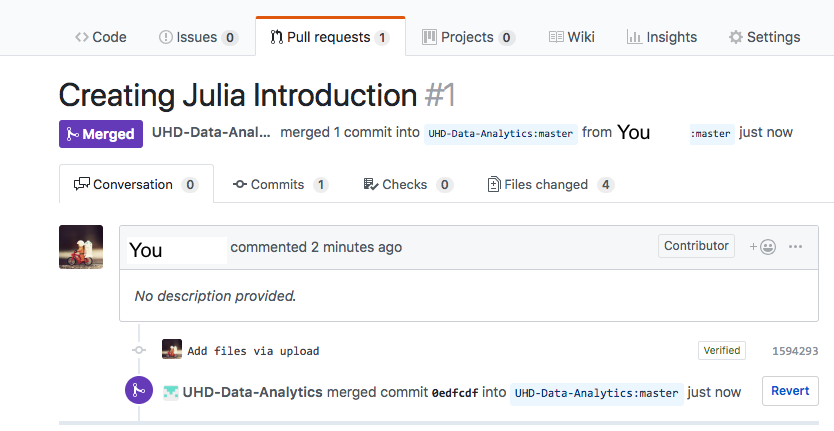 Code Issues 0 Pull requests 1 Projects 0 Wiki Insights Settings
Creating Julia Introduction #1
Merged UHD-Data-Anal... merged 1 commit into UHD-Data-Analytics:master from You :master just now
Conversation 0 Commits 1 Checks 0 Files changed 4
You commented 2 minutes ago Contributor
No description provided.
Add files via upload Verified 1594293
UHD-Data-Analytics merged commit 0edfcdf into UHD-Data-Analytics:master just now Revert